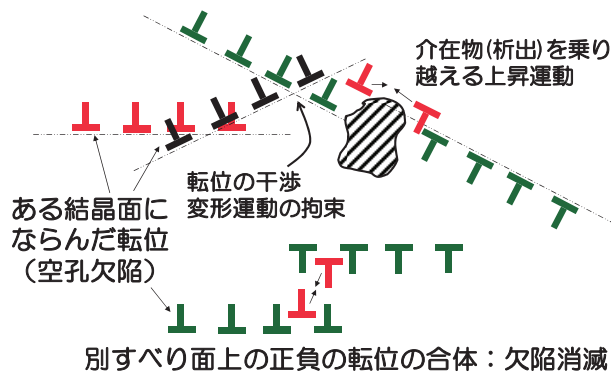 介在物(析出)を乗り
越える上昇運動
転位の干渉
変形運動の拘束
ある結晶面に
ならんだ転位
（空孔欠陥）
別すべり面上の正負の転位の合体：欠陥消滅